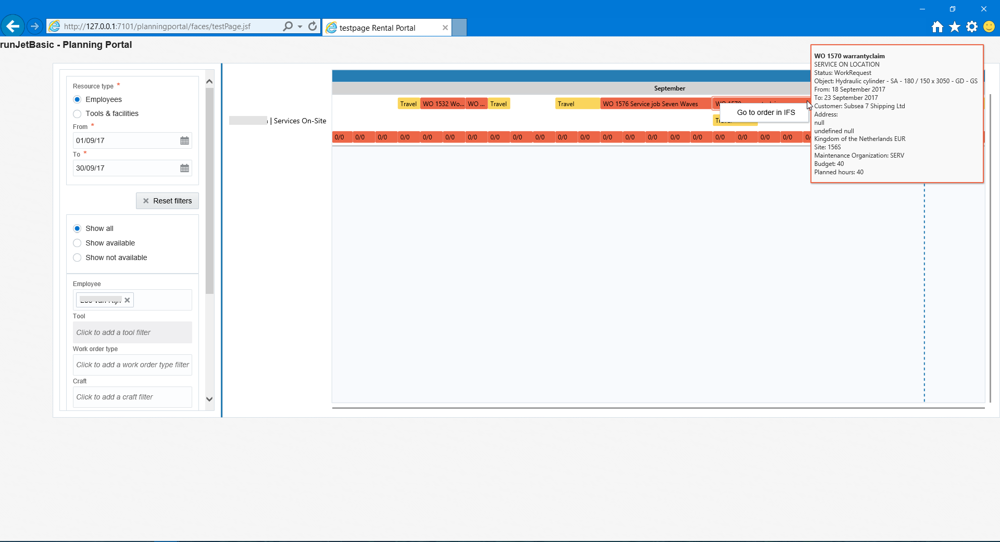 http://127.0.0.1:7101/planningportal/faces/testPage.jsf
testpage Rental Portal
runJetBasic - Planning Portal
Resource type *
Employees
Tools & facilities
From *
01/09/17
To *
30/09/17
Reset filters
Show all
Show available
Show not available
Employee
Tool
Click to add a tool filter
Work order type
Click to add a work order type filter
Craft
Click to add a craft filter
September
Travel
WO 1532 Wo...
WO ...
Travel
Travel
WO 1576 Service job Seven Waves
Go to order in IFS
| Services On-Site
0/0 0/0 0/0 0/0 0/0 0/0 0/0 0/0 0/0 0/0 0/0 0/0 0/0 0/0 0/0 0/0 0/0 0/0 0/0 0/0 0/0 0/
WO 1570 warrantyclaim
SERVICE ON LOCATION
Status: WorkRequest
Object: Hydraulic cylinder - SA - 180 / 150 x 3050 - GD - GS
From: 18 September 2017
To: 23 September 2017
Customer: Subsea 7 Shipping Ltd
Address:
null
undefined null
Kingdom of the Netherlands EUR
Site: 156S
Maintenance Organization: SERV
Budget: 40
Planned hours: 40